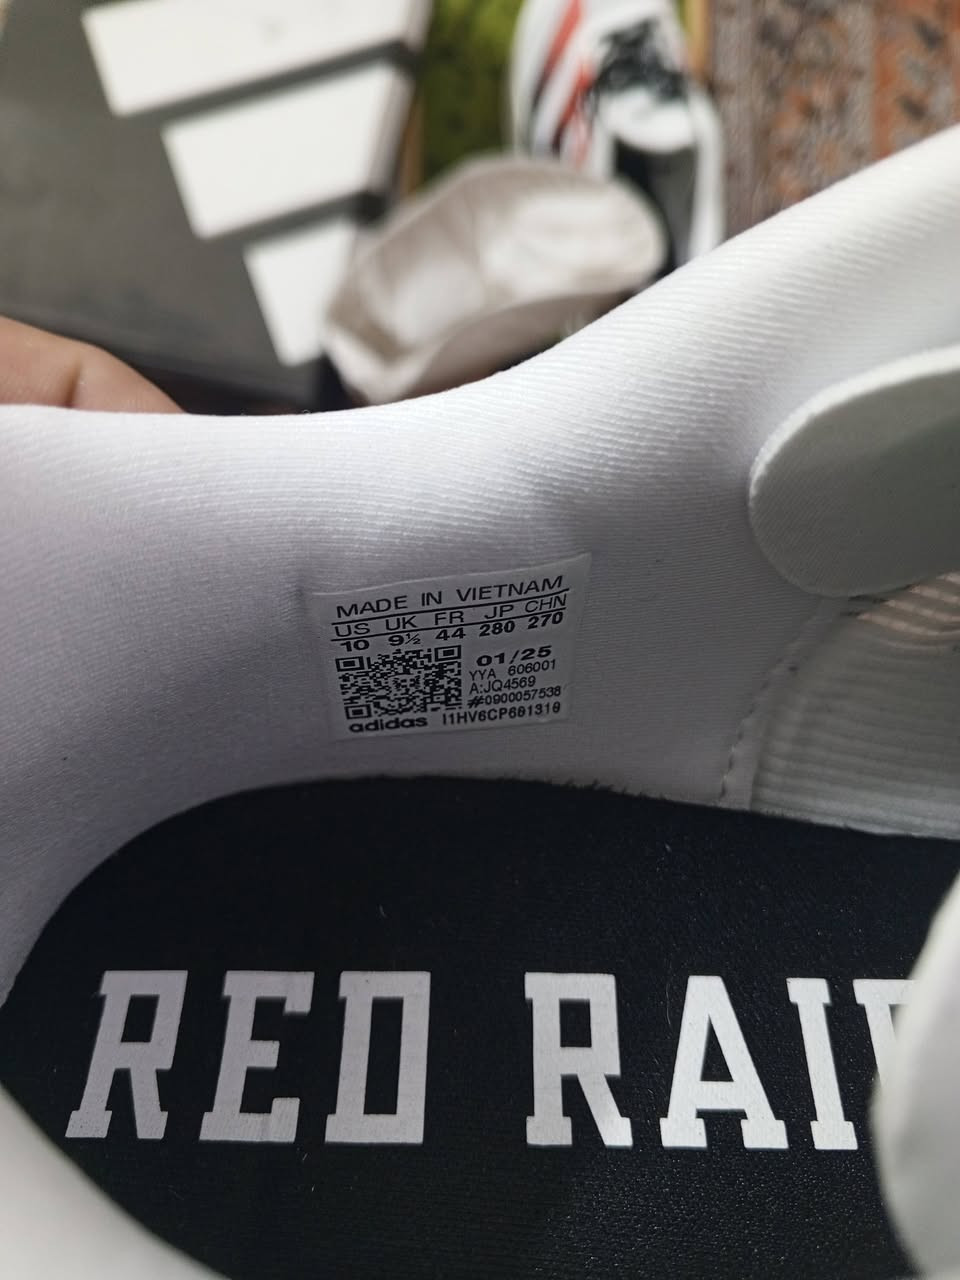 MADE IN VIETNAM
US UK FR JP CHN
10 9½ 44 280 270
01/25
YYA 606001
A:JQ4569
#0900057538
adidas I1HV6CP601310
RED RAI